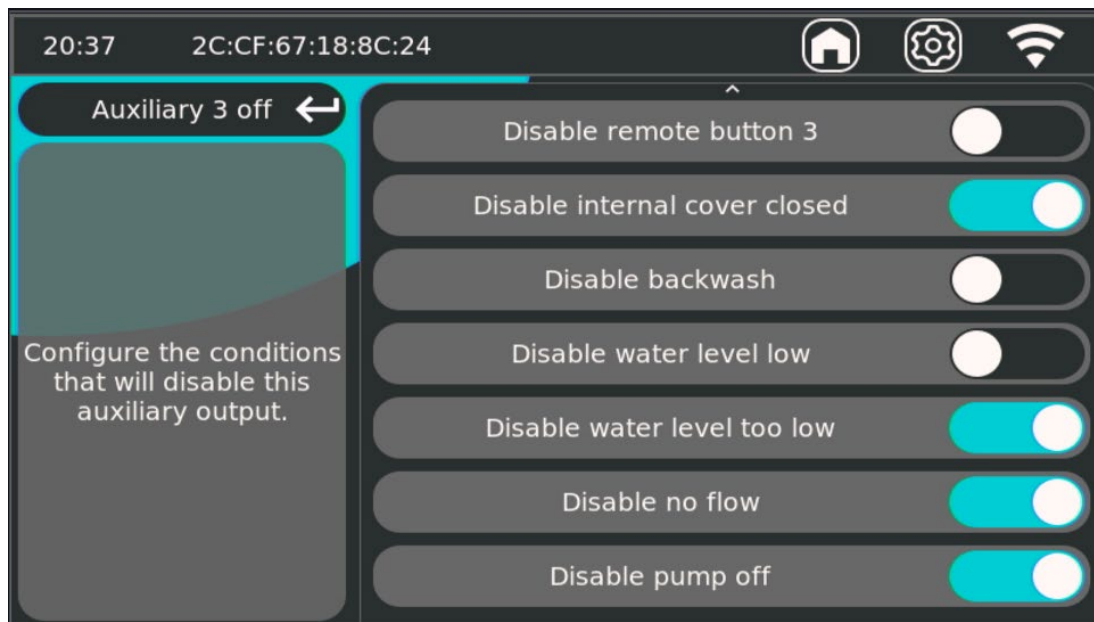 20:37 2C:CF:67:18:8C:24
Auxiliary 3 off
Configure the conditions
that will disable this
auxiliary output.
Disable remote button 3
Disable internal cover closed
Disable backwash
Disable water level low
Disable water level too low
Disable no flow
Disable pump off